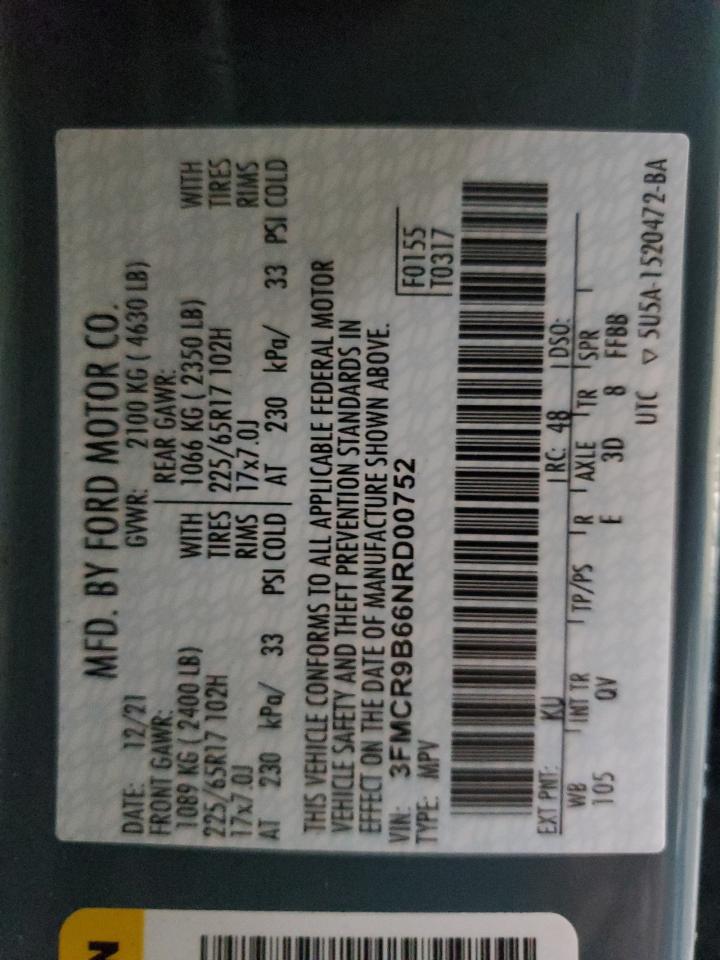 MFD. BY FORD MOTOR CO.
DATE: 12/21 GVWR: 2100 KG ( 4630 LB)
FRONT GAWR: REAR GAWR:
1089 KG ( 2400 LB) WITH 1066 KG ( 2350 LB) WITH
225/65R17 102H TIRES 225/65R17 102H TIRES
17x7.0J RIMS 17x7.0J RIMS
AT 230 kPa/ 33 PSI COLD AT 230 kPa/ 33 PSI COLD
THIS VEHICLE CONFORMS TO ALL APPLICABLE FEDERAL MOTOR
VEHICLE SAFETY AND THEFT PREVENTION STANDARDS IN
EFFECT ON THE DATE OF MANUFACTURE SHOWN ABOVE.
VIN: 3FMCR9B66NRD00752 F0155
TYPE: MPV T0317
EXT PNT: KU RC: 48 DSO:
WB INT TR TP/PS R AXLE TR SPR
105 QV E 3D 8 FFBB
UTC ▽ 5U5A-1520472-BA
N